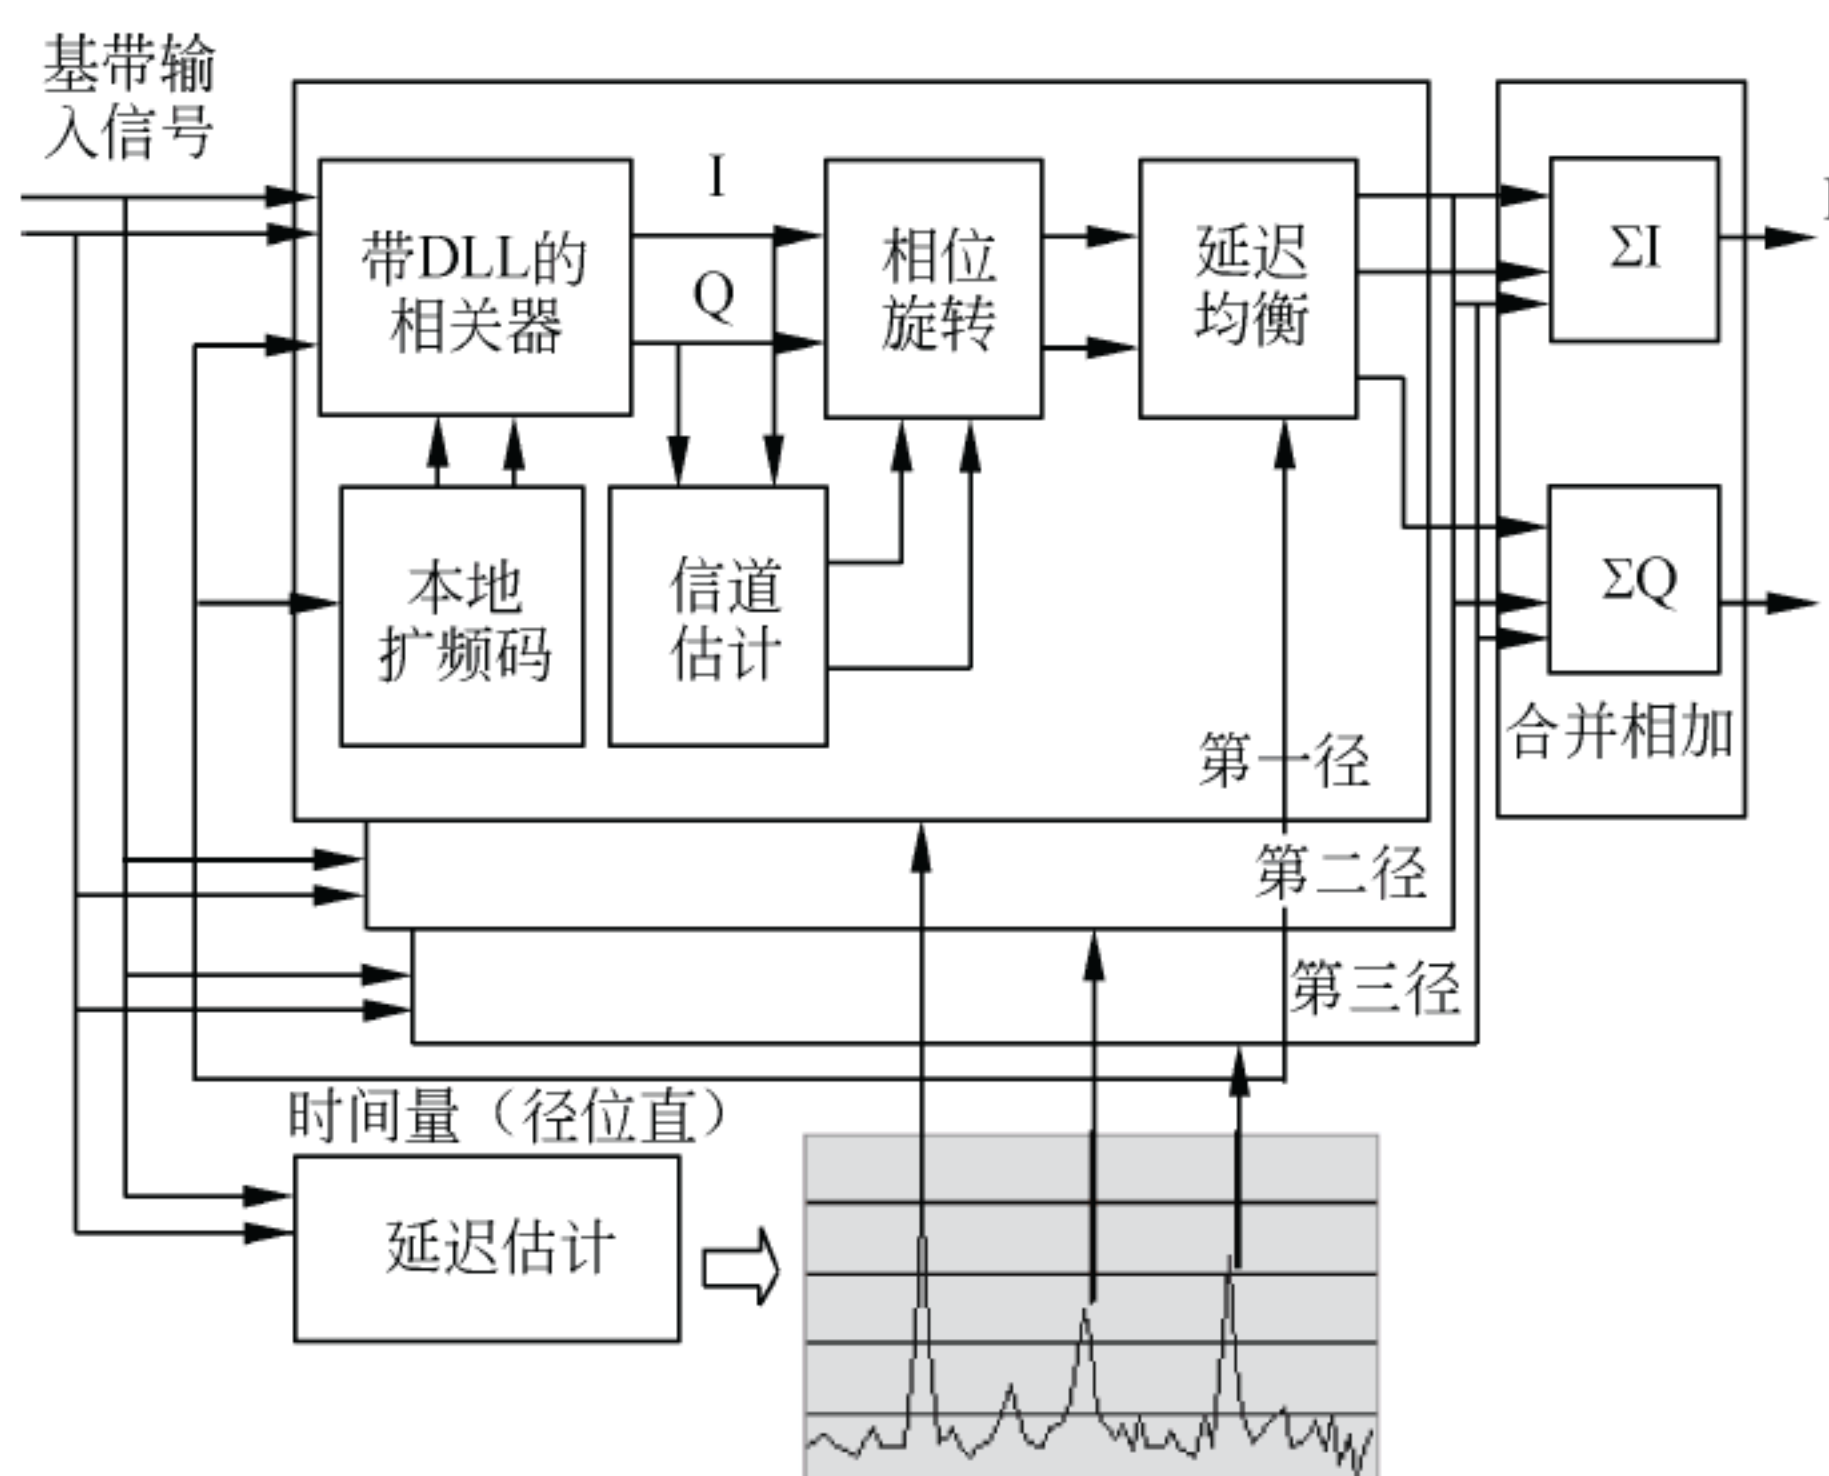 基带输
入信号
I
Q
带DLL的
相关器
相位
旋转
延迟
均衡
ΣI
本地
扩频码
信道
估计
ΣQ
合并相加
第一径
第二径
第三径
时间量（径位直）
延迟估计